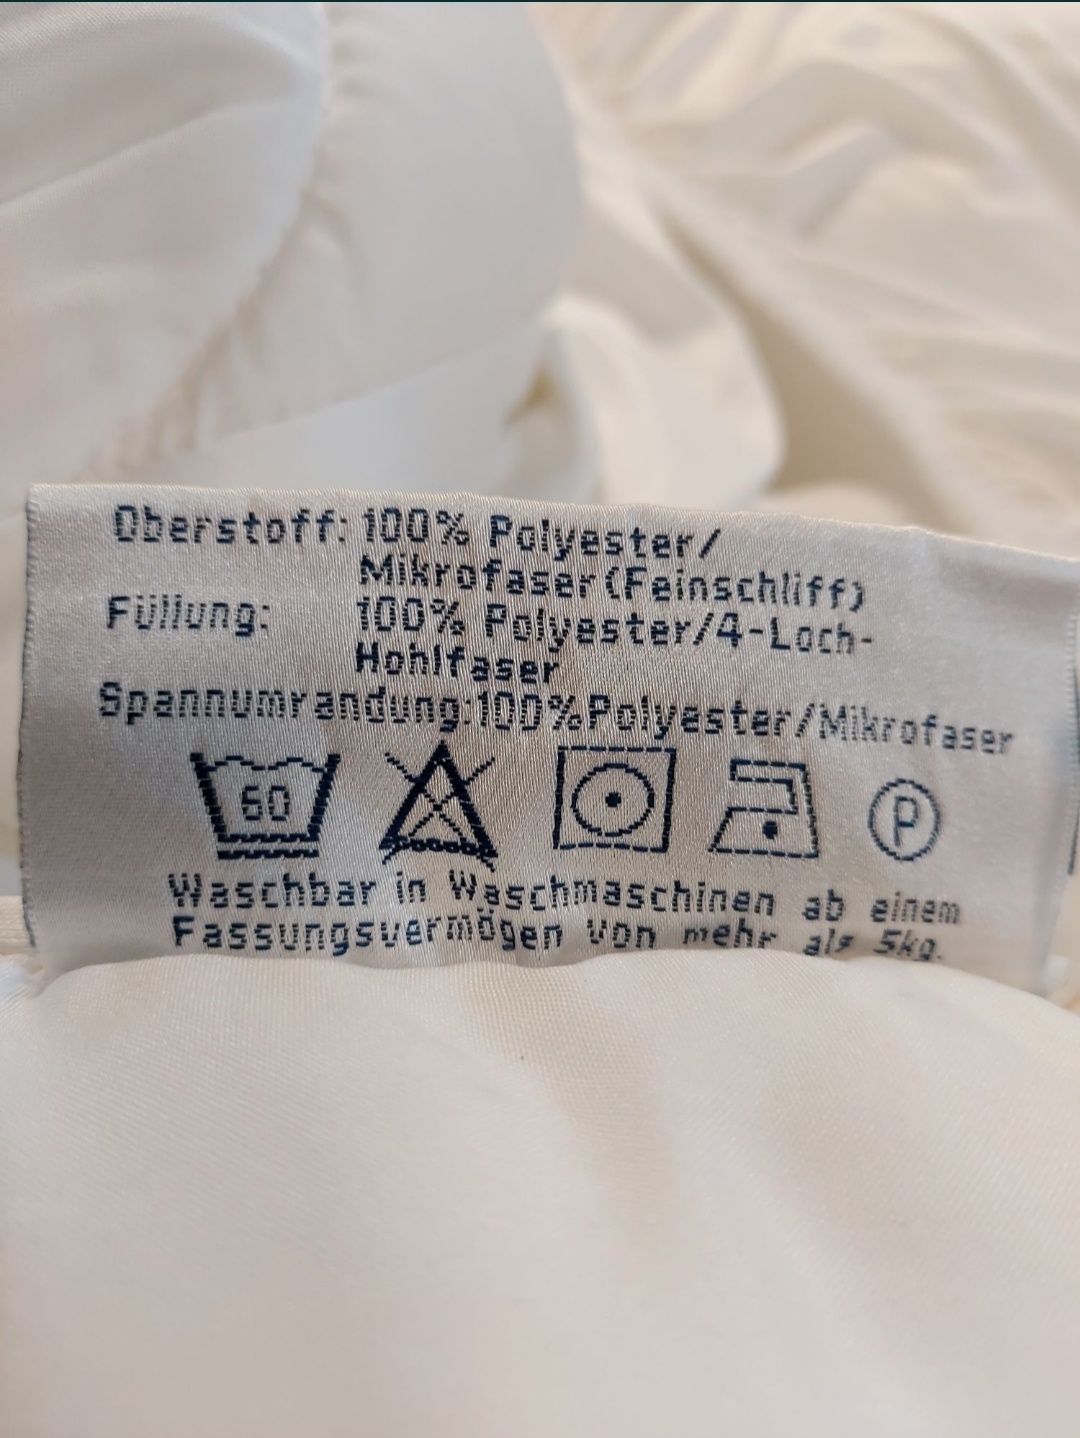 Oberstoff: 100% Polyester/
Mikrofaser(Feinschliff)
Füllung: 100% Polyester/4-Loch-
Hohlfaser
Spannumrandung:100%Polyester/Mikrofaser
60 P
Waschbar in Waschmaschinen ab einem
Fassungsvermögen von mehr als 5kg.